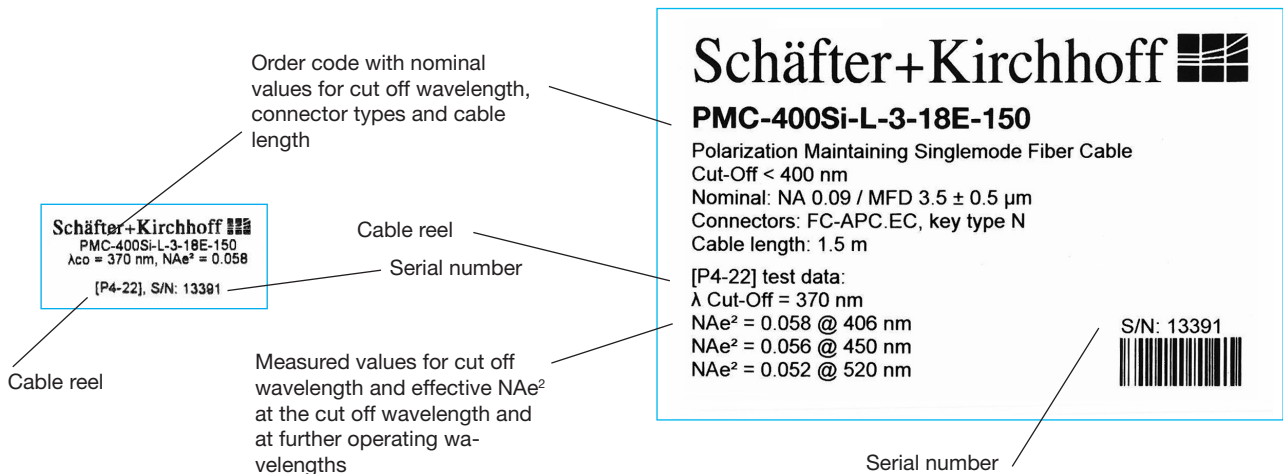 Order code with nominal
values for cut off wavelength,
connector types and cable
length
Schäfter+Kirchhoff
PMC-400Si-L-3-18E-150
λco = 370 nm, NAe² = 0.058
[P4-22], S/N: 13391
Cable reel
Serial number
Cable reel
Measured values for cut off
wavelength and effective NAe²
at the cut off wavelength and
at further operating wa-
velengths
Schäfter+Kirchhoff
PMC-400Si-L-3-18E-150
Polarization Maintaining Singlemode Fiber Cable
Cut-Off < 400 nm
Nominal: NA 0.09 / MFD 3.5 ± 0.5 µm
Connectors: FC-APC.EC, key type N
Cable length: 1.5 m
[P4-22] test data:
λ Cut-Off = 370 nm
NAe² = 0.058 @ 406 nm
NAe² = 0.056 @ 450 nm
NAe² = 0.052 @ 520 nm
S/N: 13391
Serial number